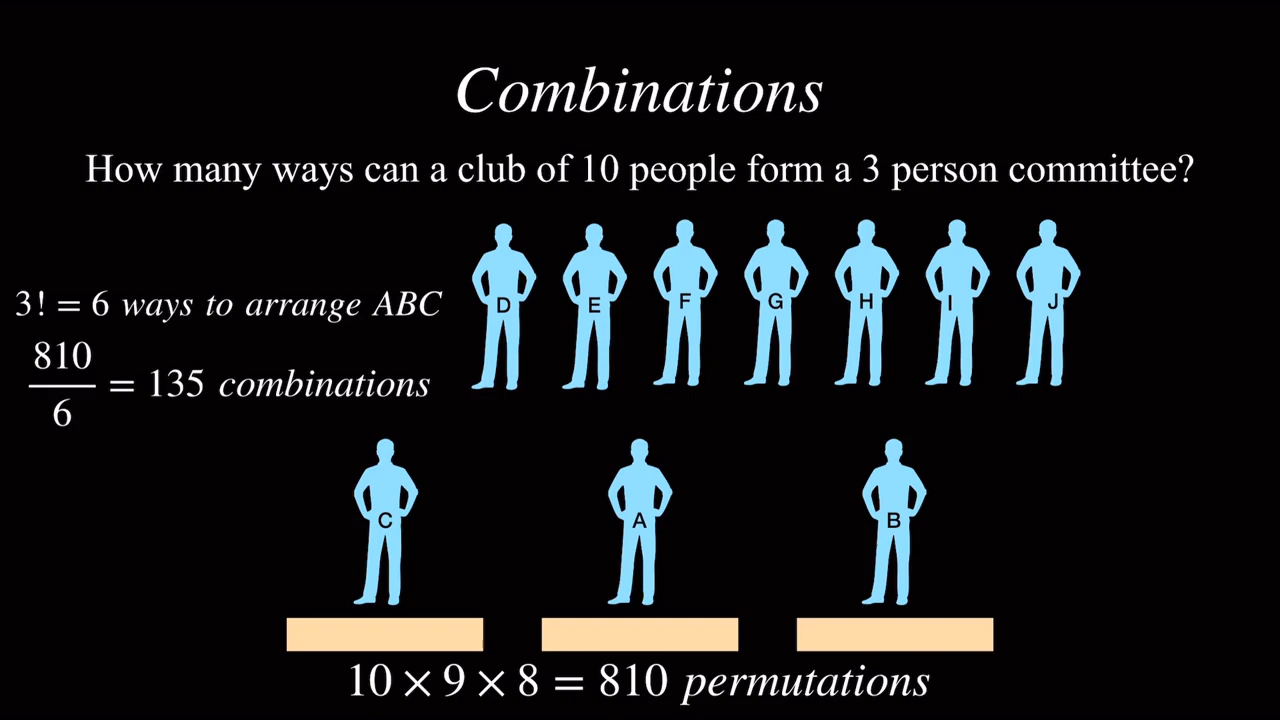 Combinations
How many ways can a club of 10 people form a 3 person committee?
3! = 6 ways to arrange ABC
810
6
= 135 combinations
D E F G H I J
C A B
10 × 9 × 8 = 810 permutations